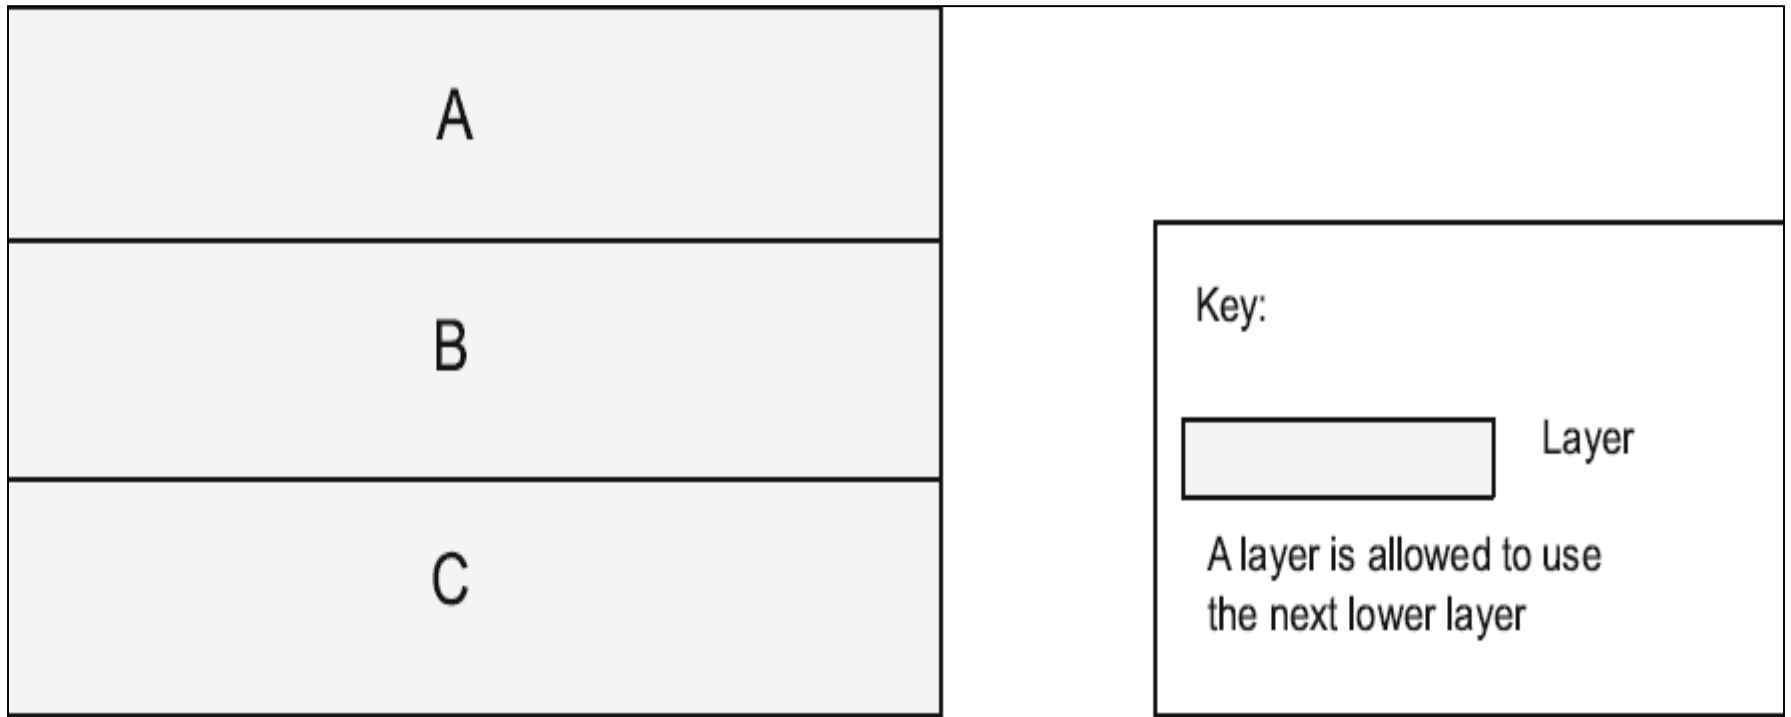 A
B
C
Key:
Layer
A layer is allowed to use
the next lower layer